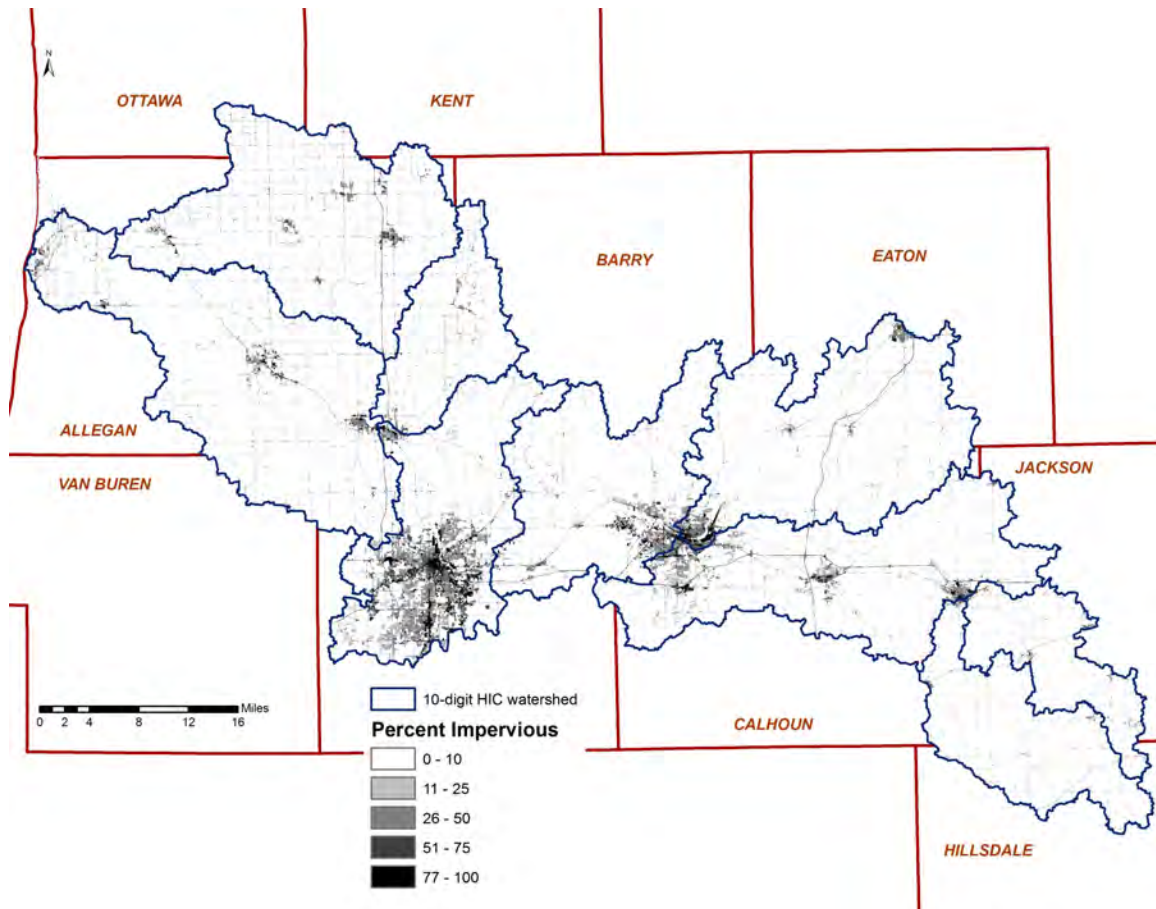 N
OTTAWA
KENT
BARRY
EATON
ALLEGAN
VAN BUREN
JACKSON
CALHOUN
HILLSDALE
0 2 4 8 12 16 Miles
10-digit HIC watershed
Percent Impervious
0 - 10
11 - 25
26 - 50
51 - 75
77 - 100